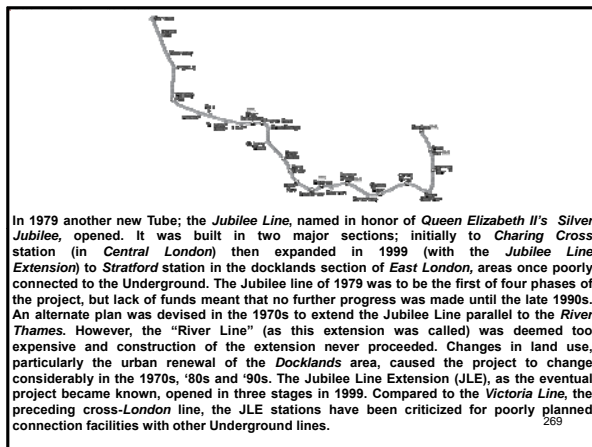 In 1979 another new Tube; the Jubilee Line, named in honor of Queen Elizabeth II's Silver
Jubilee, opened. It was built in two major sections; initially to Charing Cross
station (in Central London) then expanded in 1999 (with the Jubilee Line
Extension) to Stratford station in the docklands section of East London, areas once poorly
connected to the Underground. The Jubilee line of 1979 was to be the first of four phases of
the project, but lack of funds meant that no further progress was made until the late 1990s.
An alternate plan was devised in the 1970s to extend the Jubilee Line parallel to the River
Thames. However, the “River Line” (as this extension was called) was deemed too
expensive and construction of the extension never proceeded. Changes in land use,
particularly the urban renewal of the Docklands area, caused the project to change
considerably in the 1970s, '80s and '90s. The Jubilee Line Extension (JLE), as the eventual
project became known, opened in three stages in 1999. Compared to the Victoria Line, the
preceding cross-London line, the JLE stations have been criticized for poorly planned
connection facilities with other Underground lines.
269